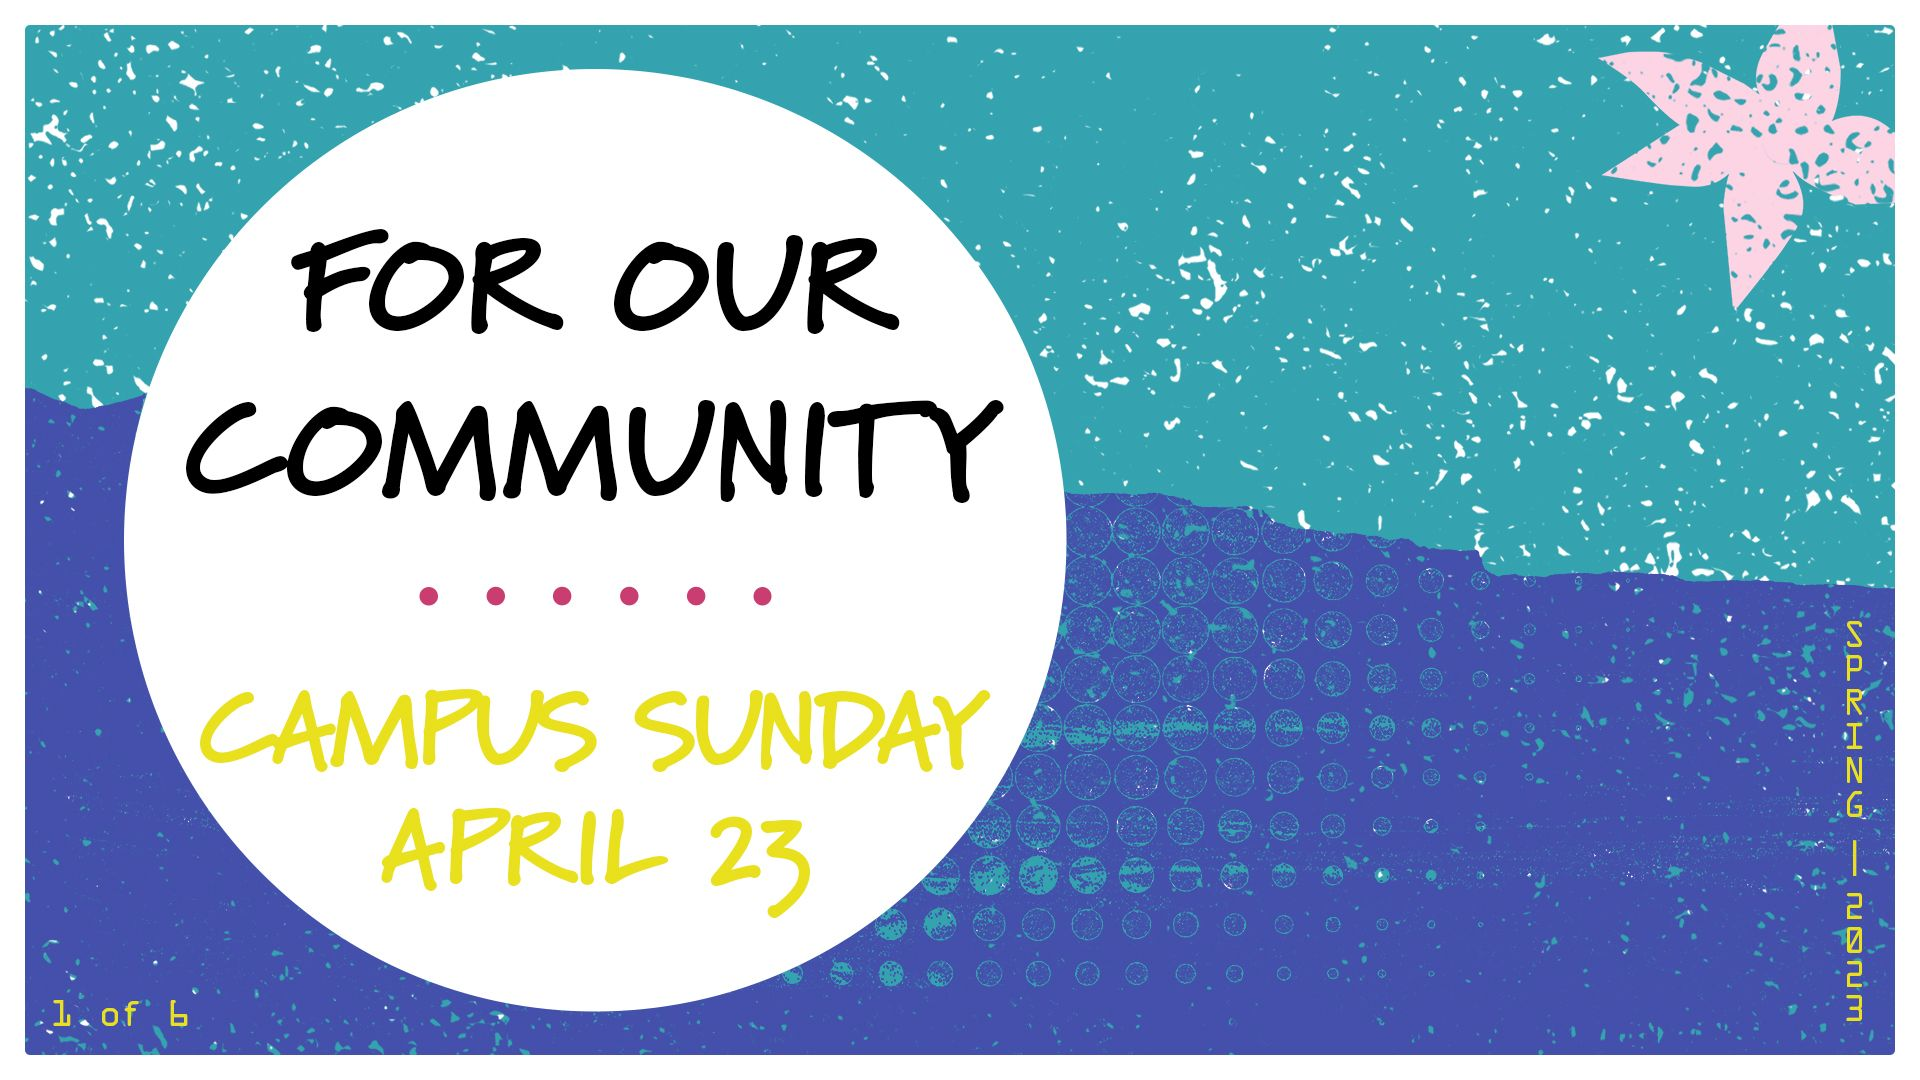 FOR OUR
COMMUNITY
CAMPUS SUNDAY
APRIL 23
SPRING | 2023
1 of 6